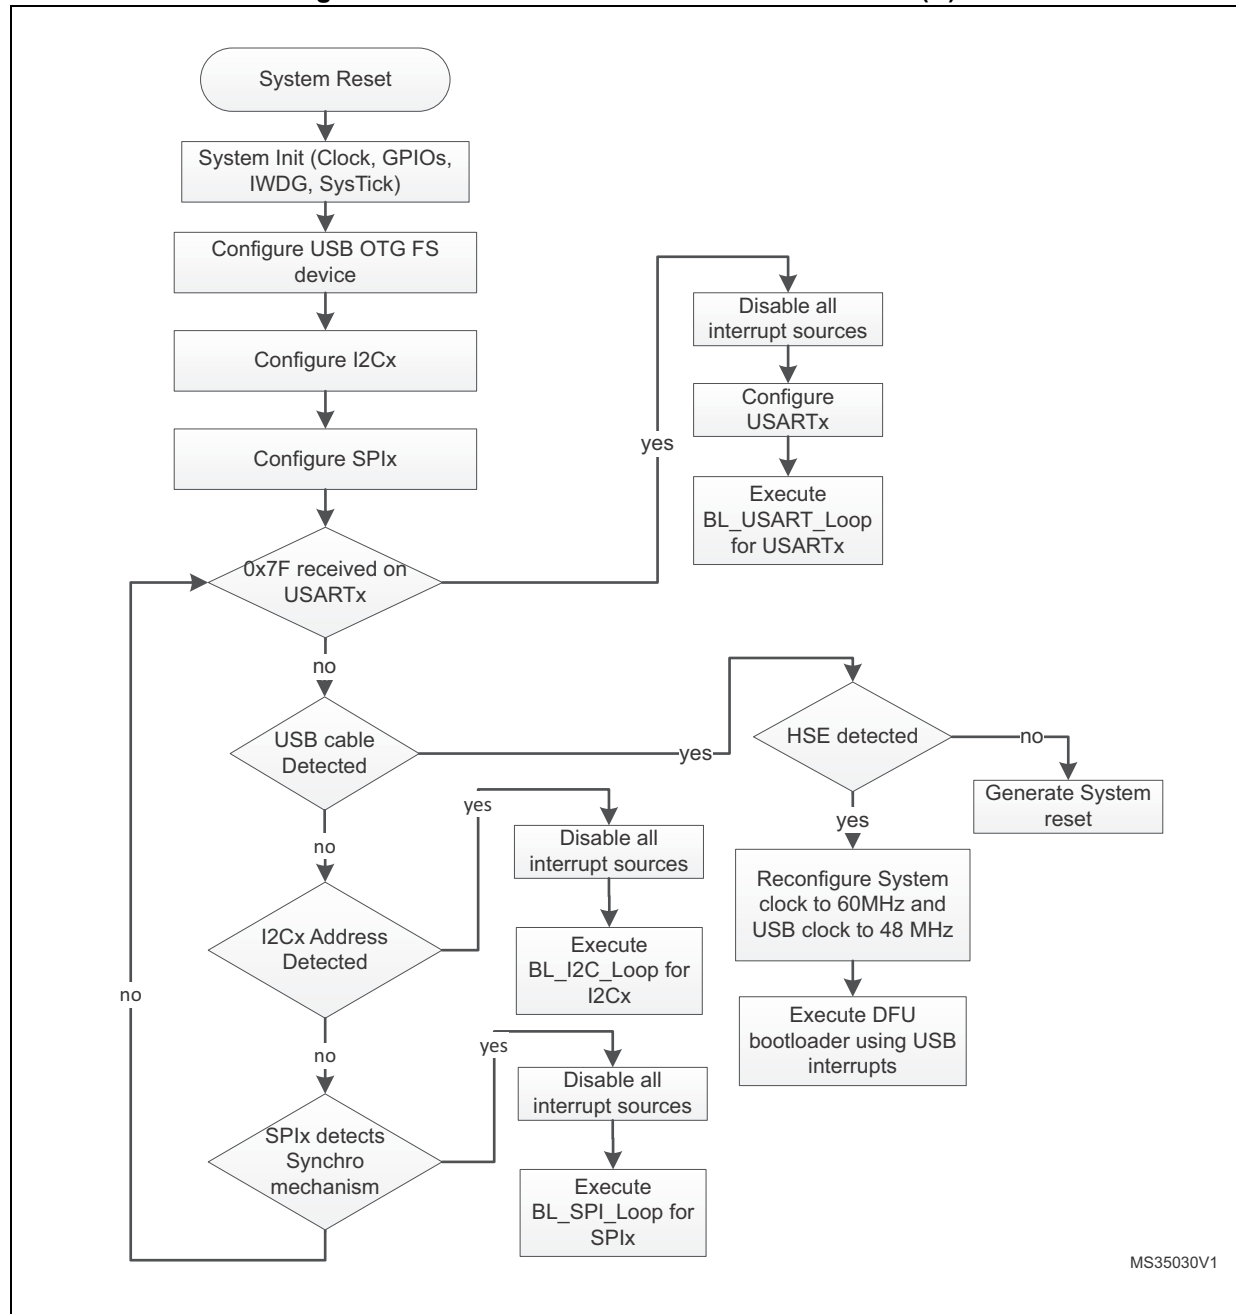 System Reset
System Init (Clock, GPIOs,
IWDG, SysTick)
Configure USB OTG FS
device
Configure I2Cx
Configure SPIx
0x7F received on
USARTx
yes
Disable all
interrupt sources
Configure
USARTx
Execute
BL_USART_Loop
for USARTx
no
USB cable
Detected
yes
HSE detected
no
Generate System
reset
yes
Reconfigure System
clock to 60MHz and
USB clock to 48 MHz
Execute DFU
bootloader using USB
interrupts
no
I2Cx Address
Detected
yes
Disable all
interrupt sources
Execute
BL_I2C_Loop for
I2Cx
no
SPIx detects
Synchro
mechanism
yes
Disable all
interrupt sources
Execute
BL_SPI_Loop for
SPIx
no
MS35030V1